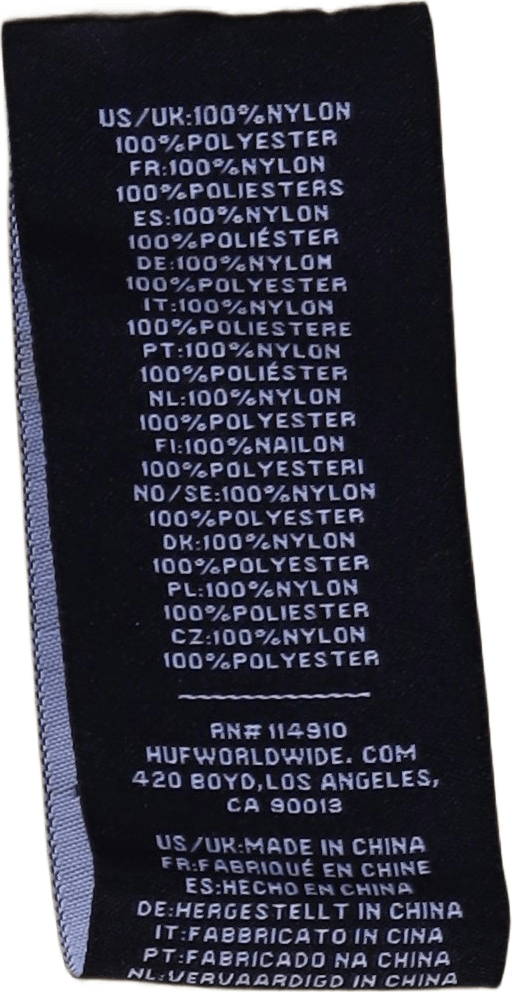 US/UK:100%NYLON
100%POLYESTER
FR:100%NYLON
100%POLIESTERS
ES:100%NYLON
100%POLIÉSTER
DE:100%NYLON
100%POLYESTER
IT:100%NYLON
100%POLIESTERE
PT:100%NYLON
100%POLIÉSTER
NL:100%NYLON
100%POLYESTER
FI:100%NAILON
100%POLYESTERI
NO/SE:100%NYLON
100%POLYESTER
DK:100%NYLON
100%POLYESTER
PL:100%NYLON
100%POLIESTER
CZ:100%NYLON
100%POLYESTER
RN# 114910
HUFWORLDWIDE. COM
420 BOYD,LOS ANGELES,
CA 90013
US/UK:MADE IN CHINA
FR:FABRIQUÉ EN CHINE
ES:HECHO EN CHINA
DE:HERGESTELLT IN CHINA
IT:FABBRICATO IN CINA
PT:FABRICADO NA CHINA
NL:VERVAARDIGD IN CHINA